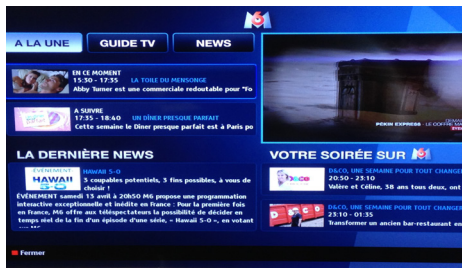 M6
A LA UNE
GUIDE TV
NEWS
EN CE MOMENT
15:30 - 17:35 LA TOILE DU MENSONGE
Abby Turner est une commerciale redoutable pour "Fo
A SUIVRE
17:35 - 18:40 UN DÎNER PRESQUE PARFAIT
Cette semaine le Diner presque parfait est à Paris po
PEKIN EXPRESS - LE COFFRE
LA DERNIÈRE NEWS
ÉVÉNEMENT
HAWAII
5-0
HAWAII 5-0
3 coupables potentiels, 3 fins possibles, à vous de
choisir !
ÉVÉNEMENT samedi 13 avril à 20h50 M6 propose une programmation
interactive exceptionnelle et inédite en France : Pour la première fois
en France, M6 offre aux téléspectateurs la possibilité de décider en
temps réel de la fin d'un épisode d'une série, « Hawaii 5-0 », en votant
VOTRE SOIRÉE SUR M6
D&CO, UNE SEMAINE POUR TOUT CHANGER
20:50 - 23:10
Valère et Céline, 38 ans tous deux, ont
D&CO, UNE SEMAINE POUR TOUT CHANGER
23:10 - 01:35
Transformer un ancien bar-restaurant en
Fermer